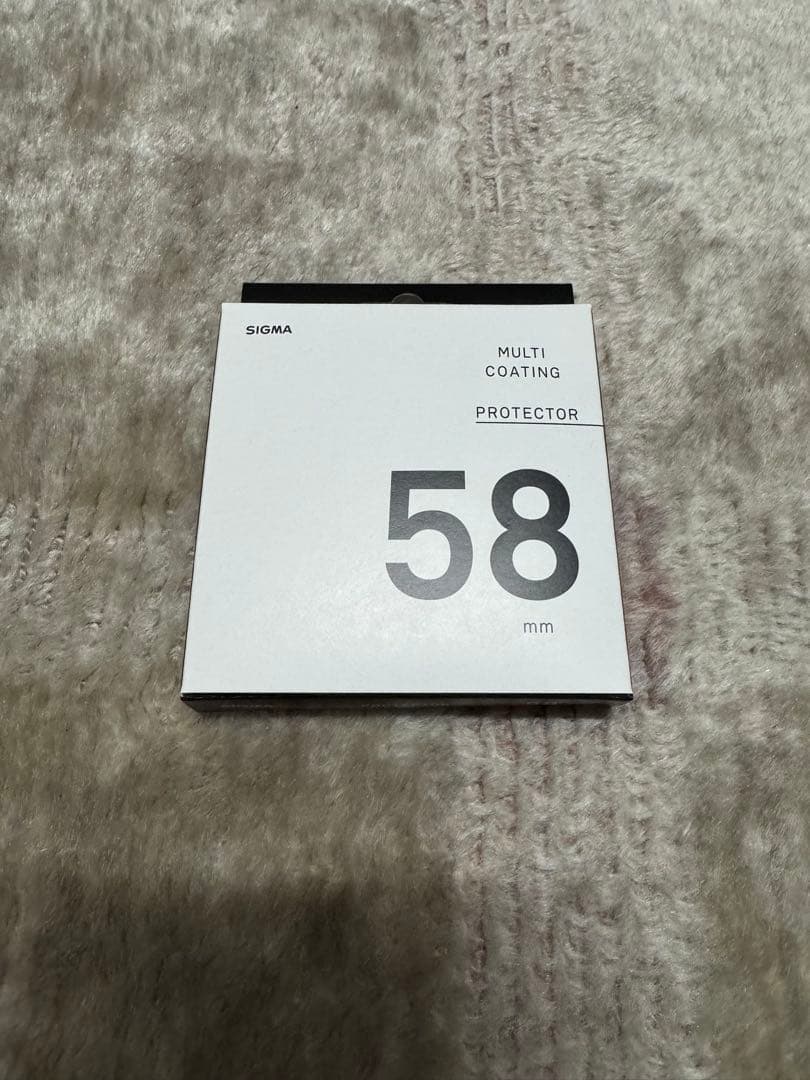 SIGMA
MULTI
COATING
PROTECTOR
58
mm